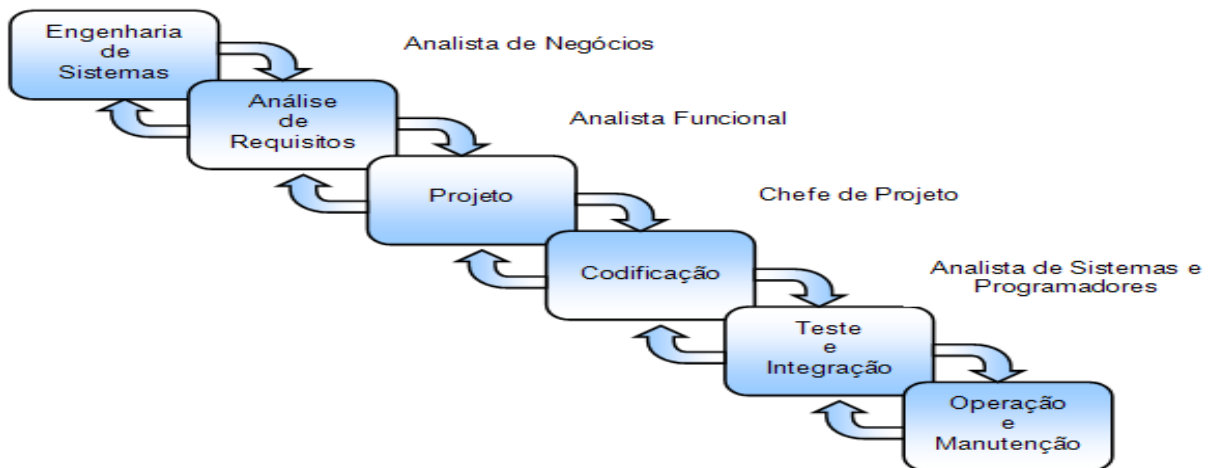 Engenharia
de
Sistemas
Analista de Negócios
Análise
de
Requisitos
Analista Funcional
Projeto
Chefe de Projeto
Codificação
Analista de Sistemas e
Programadores
Teste
e
Integração
Operação
e
Manutenção